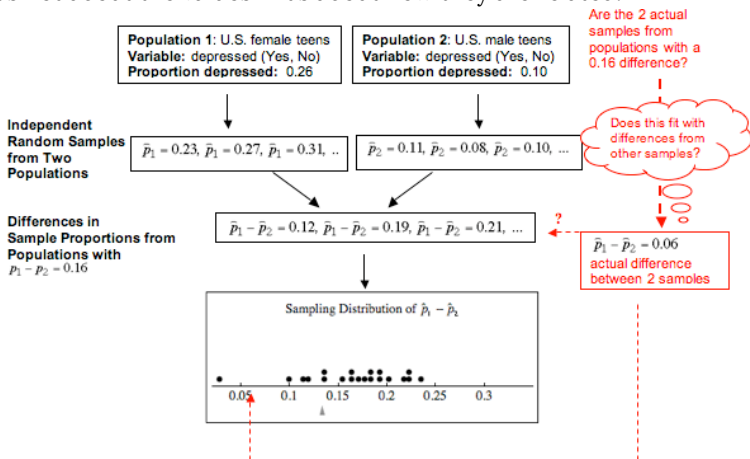 Population 1: U.S. female teens
Variable: depressed (Yes, No)
Proportion depressed: 0.26
Population 2: U.S. male teens
Variable: depressed (Yes, No)
Proportion depressed: 0.10
Are the 2 actual
samples from
populations with a
0.16 difference?
Independent
Random Samples
from Two
Populations
p̂₁ = 0.23, p̂₁ = 0.27, p̂₁ = 0.31, ..
p̂₂ = 0.11, p̂₂ = 0.08, p̂₂ = 0.10, ...
Does this fit with
differences from
other samples?
Differences in
Sample Proportions from
Populations with
p₁ − p₂ = 0.16
p̂₁ − p̂₂ = 0.12, p̂₁ − p̂₂ = 0.19, p̂₁ − p̂₂ = 0.21, ...
?
p̂₁ − p̂₂ = 0.06
actual difference
between 2 samples
Sampling Distribution of p̂₁ − p̂₂
0.05 0.1 0.15 0.2 0.25 0.3